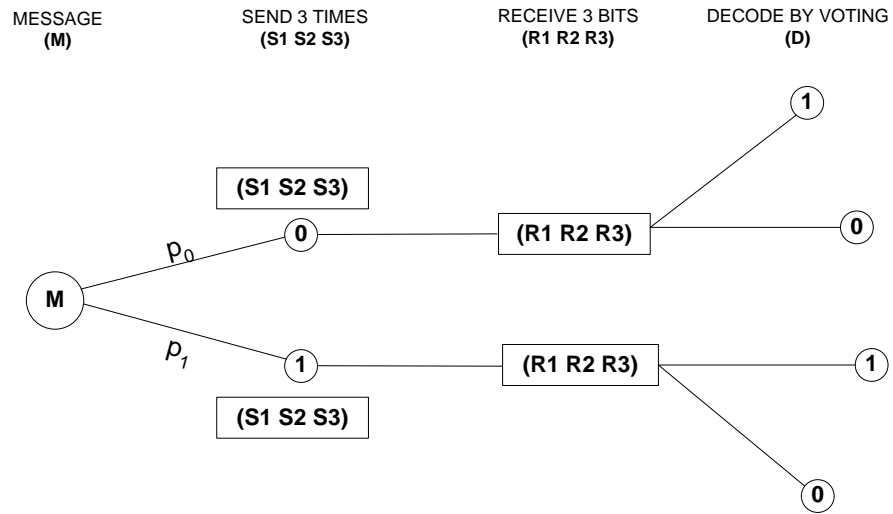 MESSAGE
(M)
SEND 3 TIMES
(S1 S2 S3)
RECEIVE 3 BITS
(R1 R2 R3)
DECODE BY VOTING
(D)
1
(S1 S2 S3)
0
(R1 R2 R3)
0
p0
M
p1
1
(R1 R2 R3)
1
(S1 S2 S3)
0